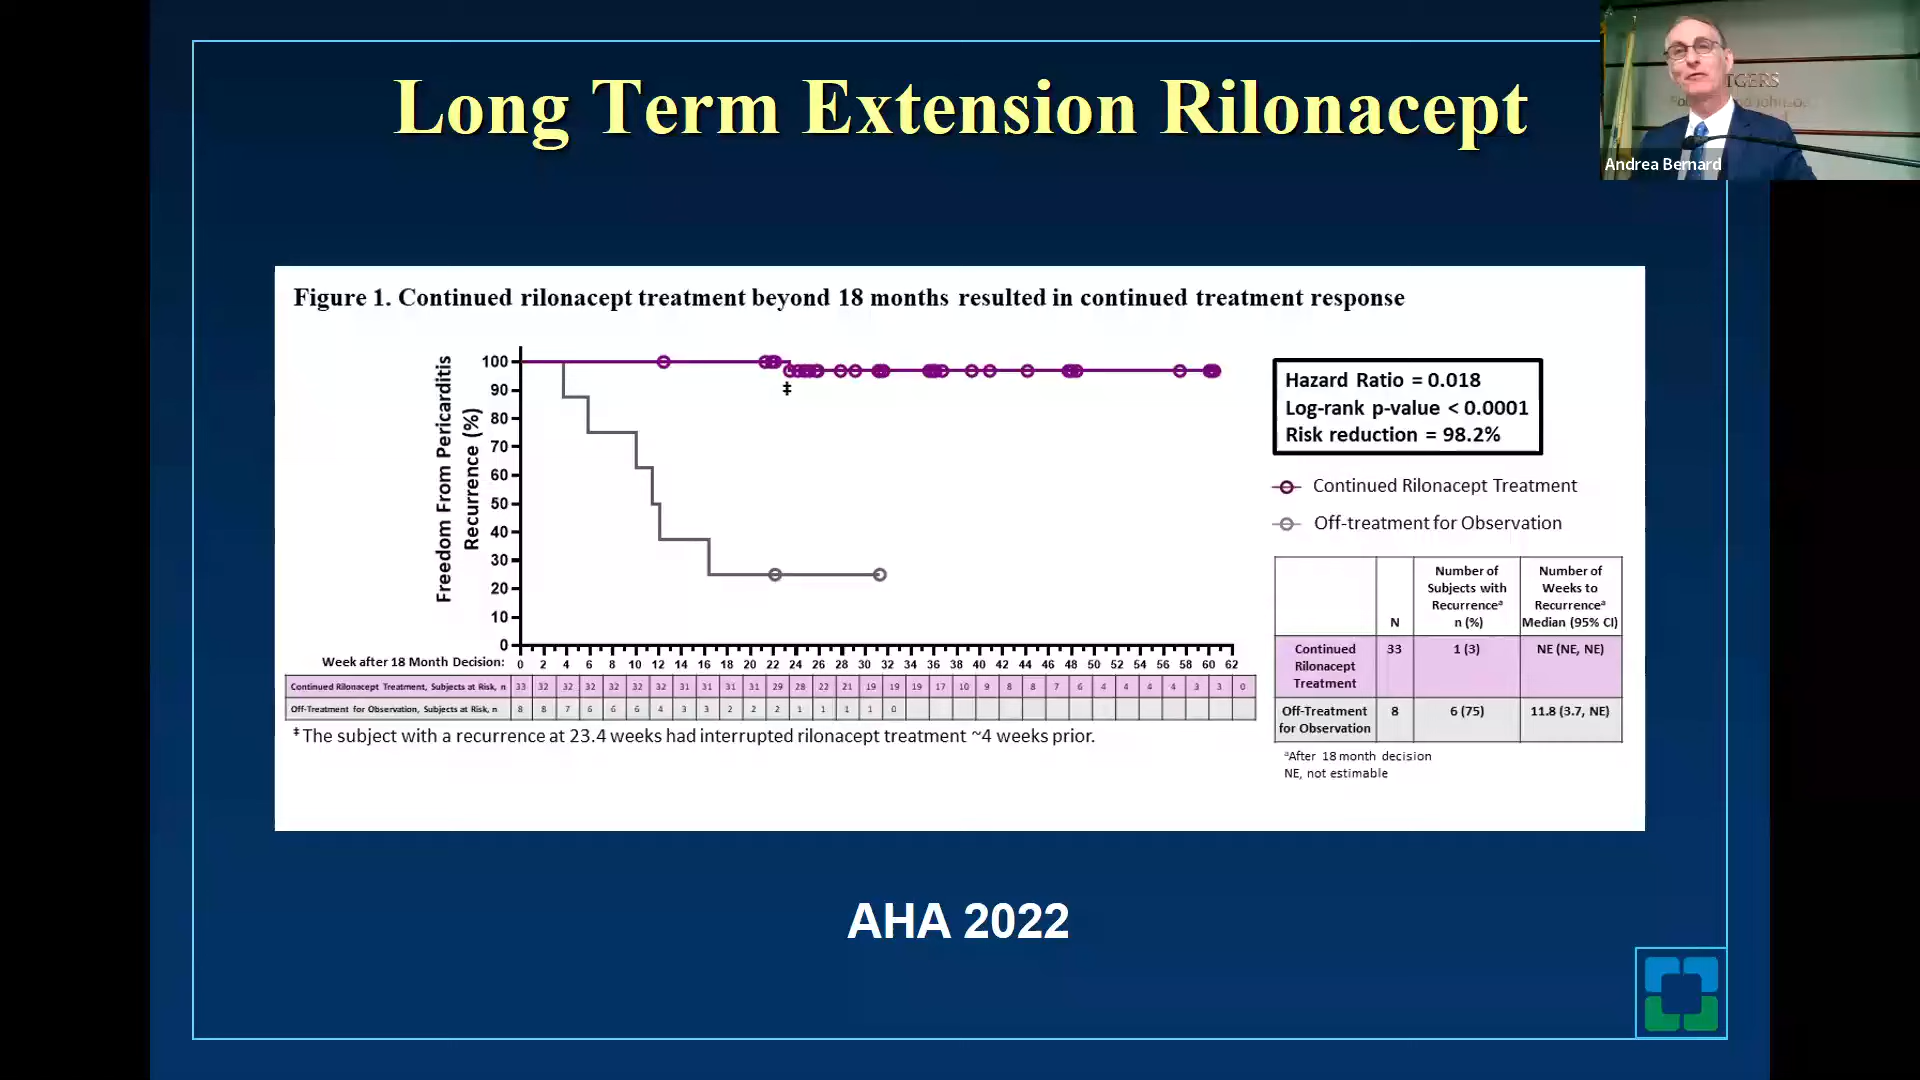 Long Term Extension Rilonacept
TGERS
Andrea Bernard
Figure 1. Continued rilonacept treatment beyond 18 months resulted in continued treatment response
Freedom From Pericarditis
Recurrence (%)
100
90
80
70
60
50
40
30
20
10
0
‡
Week after 18 Month Decision: 0 2 4 6 8 10 12 14 16 18 20 22 24 26 28 30 32 34 36 38 40 42 44 46 48 50 52 54 56 58 60 62
Continued Rilonacept Treatment, Subjects at Risk, n 33 32 32 32 32 32 32 31 31 31 31 29 28 22 21 19 19 19 17 10 9 8 8 7 6 4 4 4 4 3 3 0
Off-Treatment for Observation, Subjects at Risk, n 8 8 7 6 6 6 4 3 3 2 2 2 1 1 1 1 0
‡ The subject with a recurrence at 23.4 weeks had interrupted rilonacept treatment ~4 weeks prior.
Hazard Ratio = 0.018
Log-rank p-value < 0.0001
Risk reduction = 98.2%
Continued Rilonacept Treatment
Off-treatment for Observation
N
Number of
Subjects with
Recurrenceª
n (%)
Number of
Weeks to
Recurrenceª
Median (95% CI)
Continued
Rilonacept
Treatment
33
1 (3)
NE (NE, NE)
Off-Treatment
for Observation
8
6 (75)
11.8 (3.7, NE)
ªAfter 18 month decision
NE, not estimable
AHA 2022